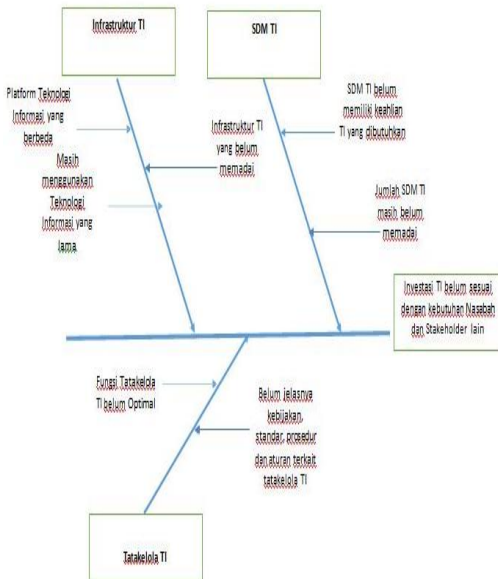 Infrastruktur TI
SDM TI
Platform Teknologi
Informasi yang
berbeda
Masih
menggunakan
Teknologi
Informasi yang
lama.
Infrastruktur TI
yang belum
memadai
SDM TI belum
memiliki keahlian
TI yang dibutuhkan
Jumlah SDM TI
masih belum
memadai
Investasi TI belum sesuai
dengan kebutuhan Nasabah
dan Stakeholder lain
Fungsi Tatakelola
TI belum Optimal
Belum jelasnya
kebijakan,
standar, prosedur
dan aturan terkait
tatakelola TI
Tatakelola TI